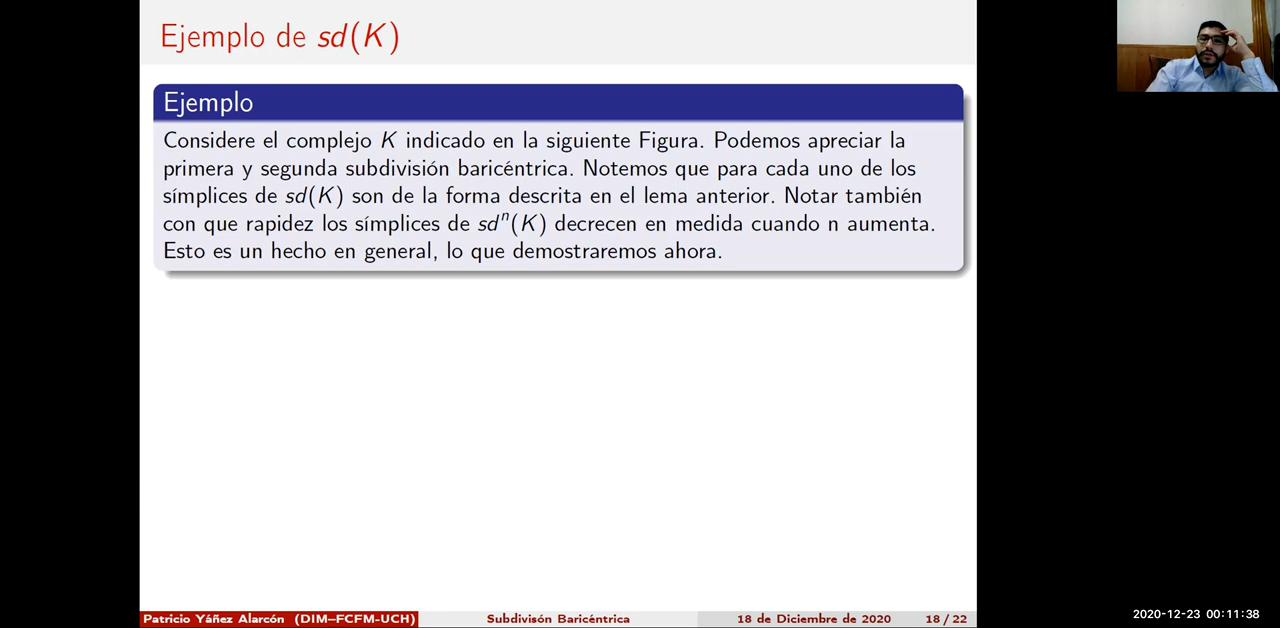 Ejemplo de sd(K)
Ejemplo
Considere el complejo K indicado en la siguiente Figura. Podemos apreciar la
primera y segunda subdivisión baricéntrica. Notemos que para cada uno de los
símplices de sd(K) son de la forma descrita en el lema anterior. Notar también
con que rapidez los símplices de sdⁿ(K) decrecen en medida cuando n aumenta.
Esto es un hecho en general, lo que demostraremos ahora.
Patricio Yáñez Alarcón (DIM–FCFM-UCH)
Subdivisón Baricéntrica
18 de Diciembre de 2020
18 / 22
2020-12-23 00:11:38